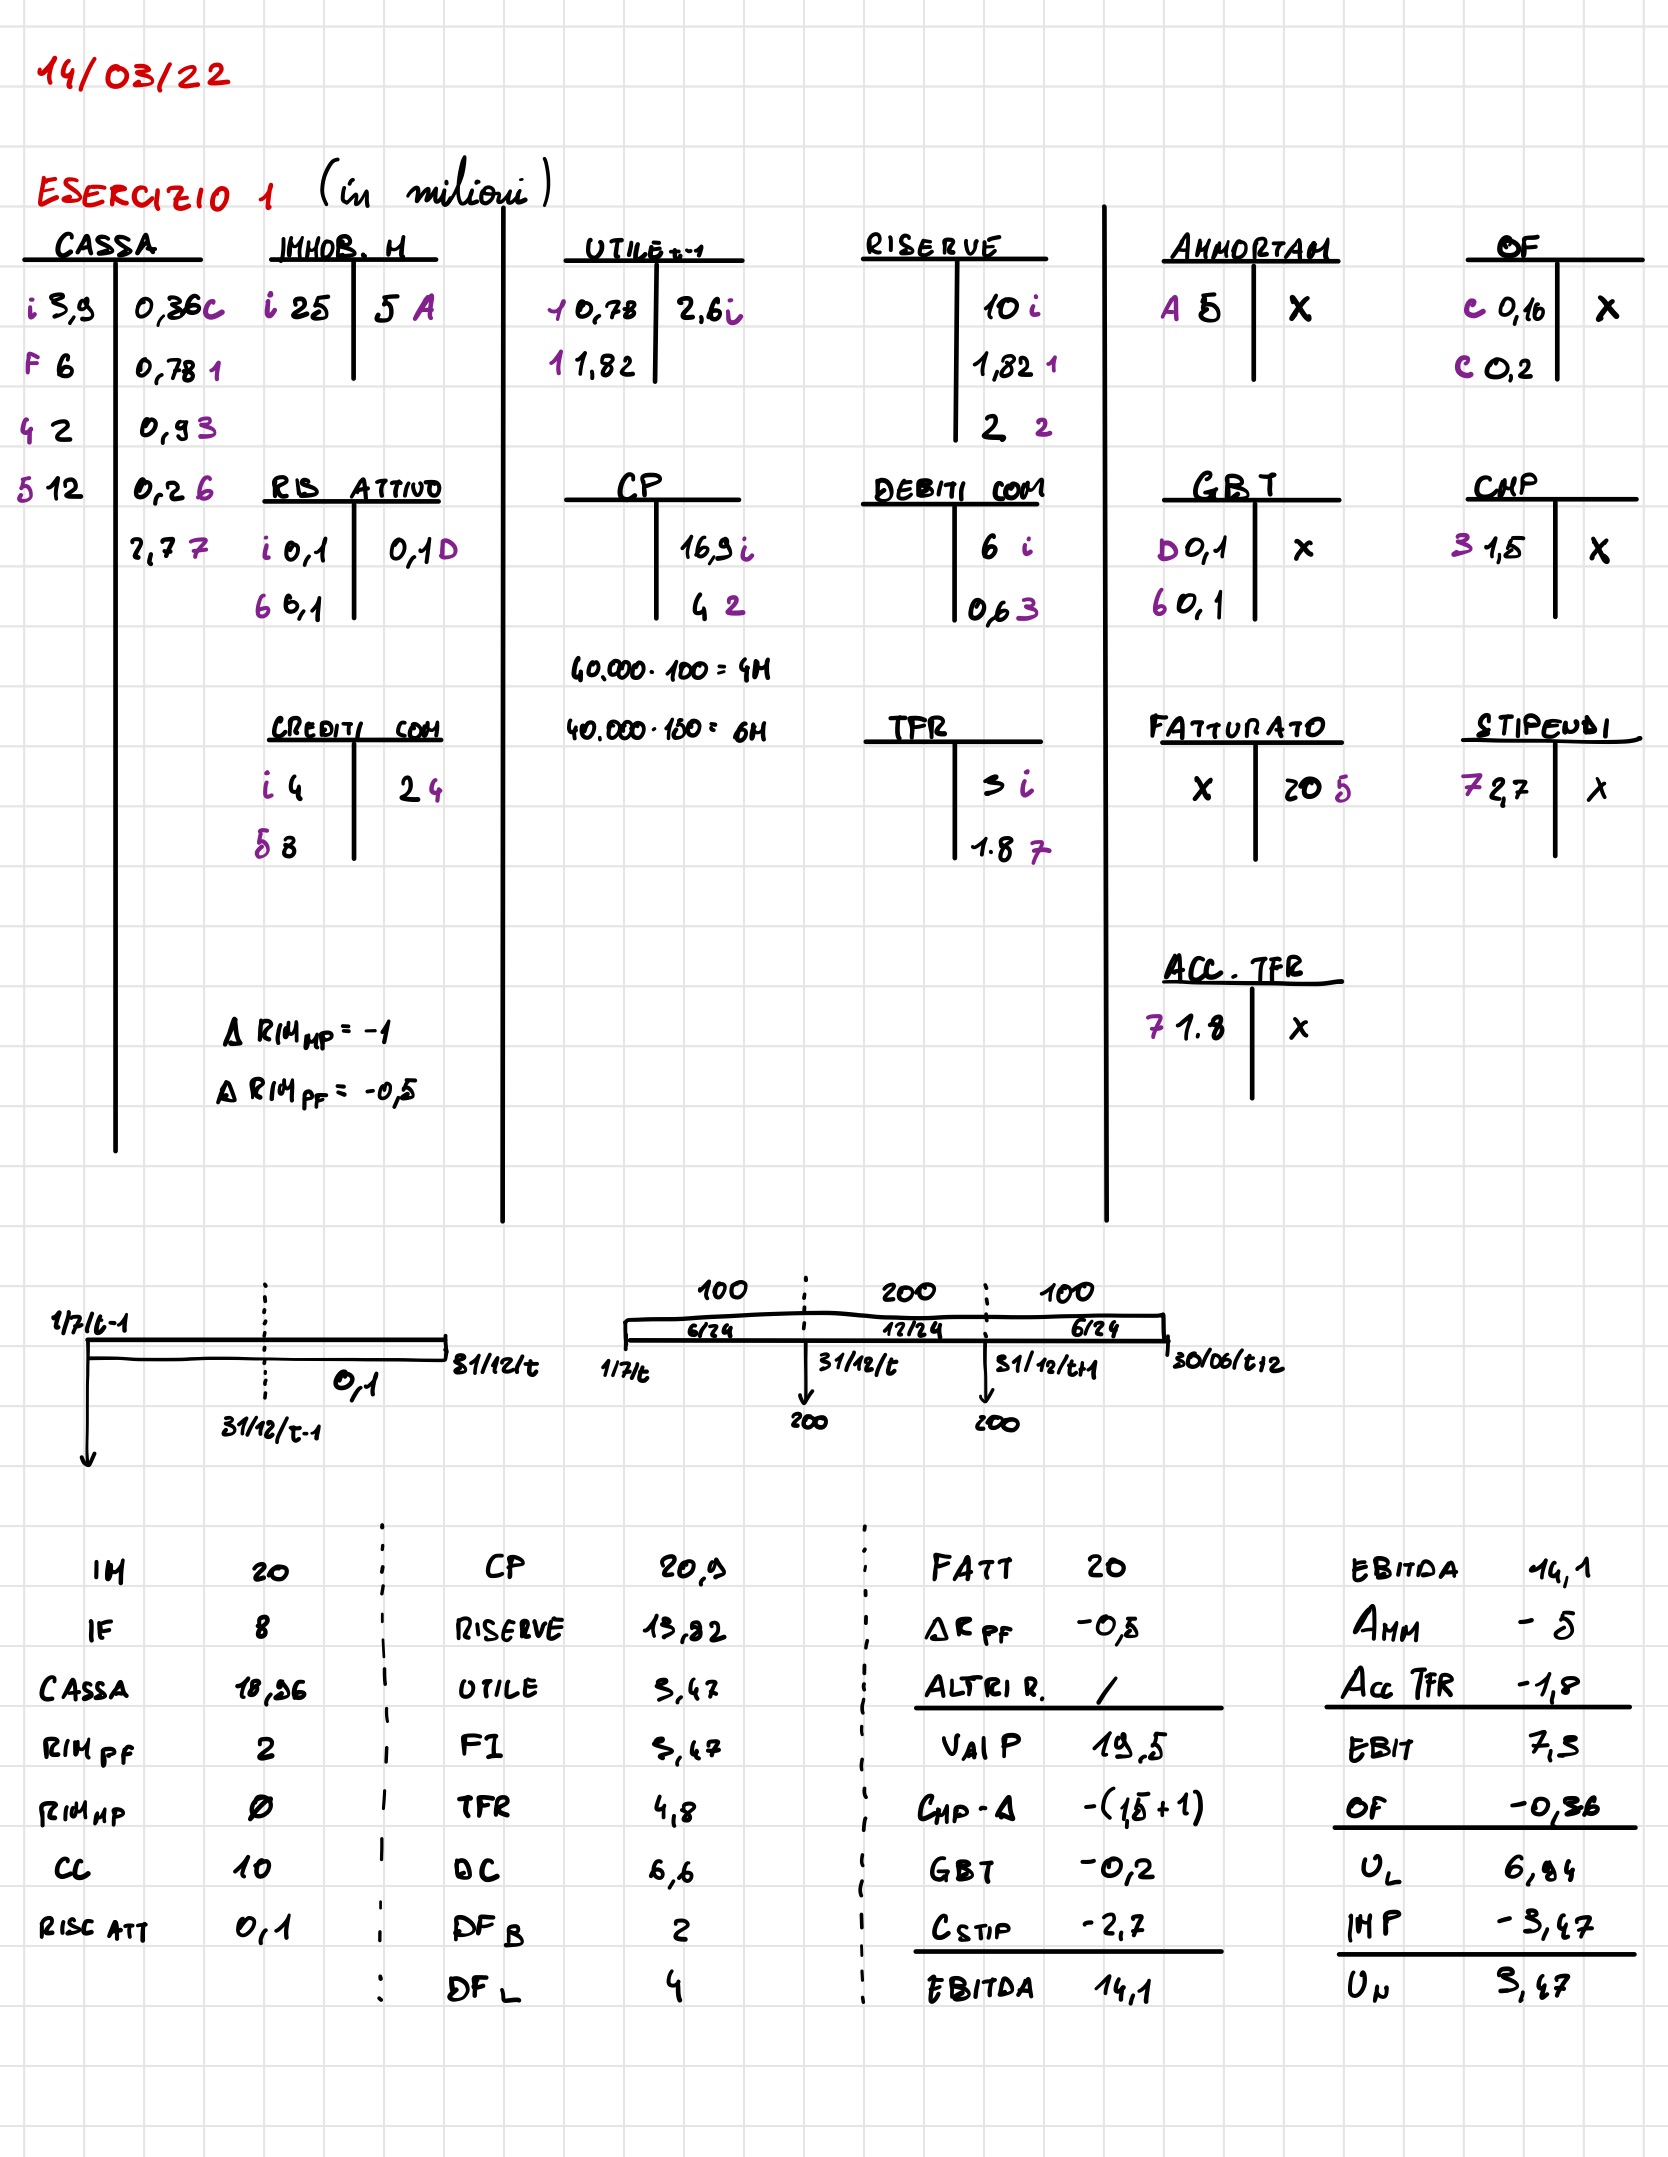 14/03/22
ESERCIZIO 1 (in milioni)
CASSA IMMOB. M UTILE t-1 RISERVE AMMORTAM OF
i 3,9 0,36 C i 25 5 A 1 0,78 2,6 i 10 i A 5 X C 0,16 X
F 6 0,78 1 1 1,82 1,82 1 C 0,2
4 2 0,9 3 2 2
5 12 0,2 6 RIS ATTIVO CP DEBITI COM GBT CMP
2,7 7 i 0,1 0,1 D 16,9 i 6 i D 0,1 X 3 1,5 X
6 0,1 4 2 0,6 3 6 0,1
40.000 · 100 = 4M
CREDITI COM 40.000 · 150 = 6M TFR FATTURATO STIPENDI
i 4 2 4 3 i X 20 5 7 2,7 X
5 8 1.8 7
ACC. TFR
Δ RIM MP = -1 7 1.8 X
Δ RIM PF = -0,5
100 200 100
1/7/t-1 6/24 12/24 6/24
0,1 31/12/t 1/7/t 31/12/t 31/12/t+1 30/06/t+2
31/12/t-1 200 200
IM 20 CP 20,9 FATT 20 EBITDA 14,1
IF 8 RISERVE 13,82 ΔR PF -0,5 AMM - 5
CASSA 18,96 UTILE 3,47 ALTRI R. / Acc TFR -1,8
RIM PF 2 FI 3,47 VAL P 19,5 EBIT 7,3
RIM MP Ø TFR 4,8 CMP-Δ -(1,5+1) OF -0,36
CC 10 DC 6,6 GBT -0,2 UL 6,94
RISC ATT 0,1 DF B 2 C STIP -2,7 IMP -3,47
DF L 4 EBITDA 14,1 UN 3,47